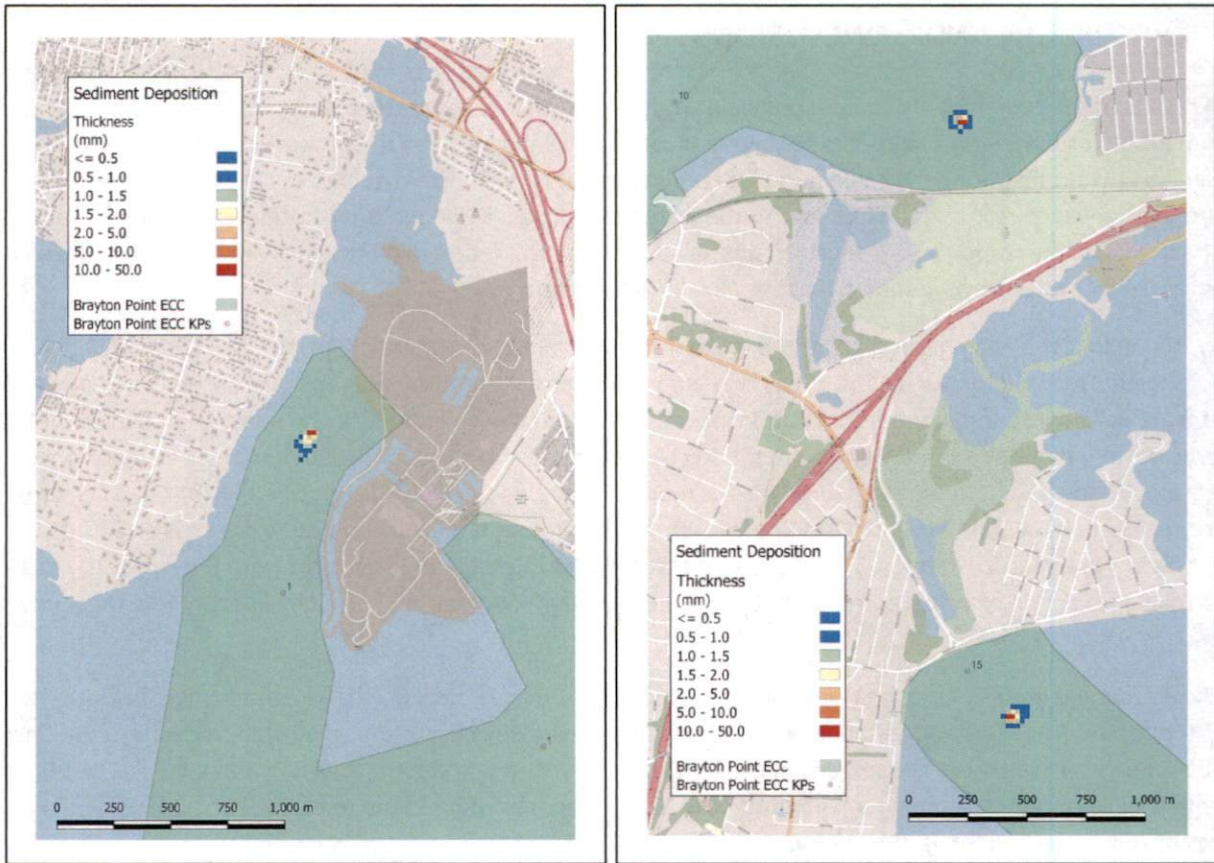 Sediment Deposition
Thickness
(mm)
<= 0.5
0.5 - 1.0
1.0 - 1.5
1.5 - 2.0
2.0 - 5.0
5.0 - 10.0
10.0 - 50.0
Brayton Point ECC
Brayton Point ECC KPs
1
1
0 250 500 1,000 m
10
Sediment Deposition
Thickness
(mm)
<= 0.5
0.5 - 1.0
1.0 - 1.5
1.5 - 2.0
2.0 - 5.0
5.0 - 10.0
10.0 - 50.0
Brayton Point ECC
Brayton Point ECC KPs
15
0 250 500 1,000 m